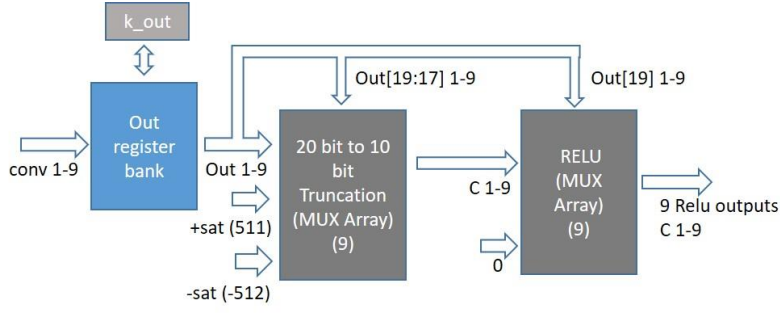 k_out
Out[19:17] 1-9
Out[19] 1-9
Out
register
bank
conv 1-9
Out 1-9
20 bit to 10
bit
Truncation
(MUX Array)
(9)
+sat (511)
-sat (-512)
C 1-9
RELU
(MUX
Array)
(9)
0
9 Relu outputs
C 1-9